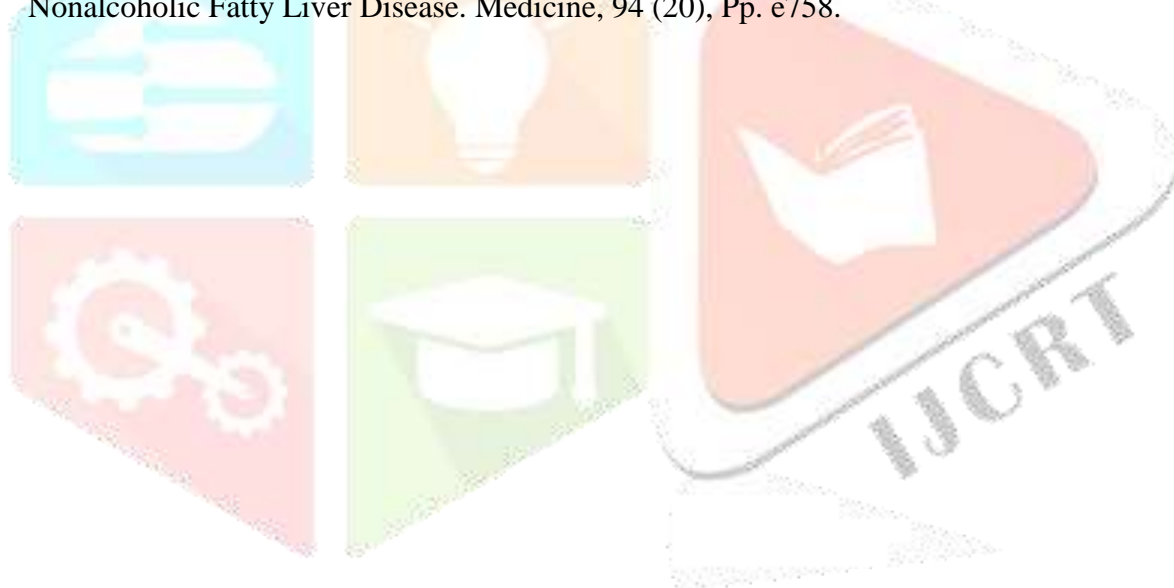 Nonalcoholic Fatty Liver Disease. Medicine, 94 (20), Pp. e758.
IJCRT